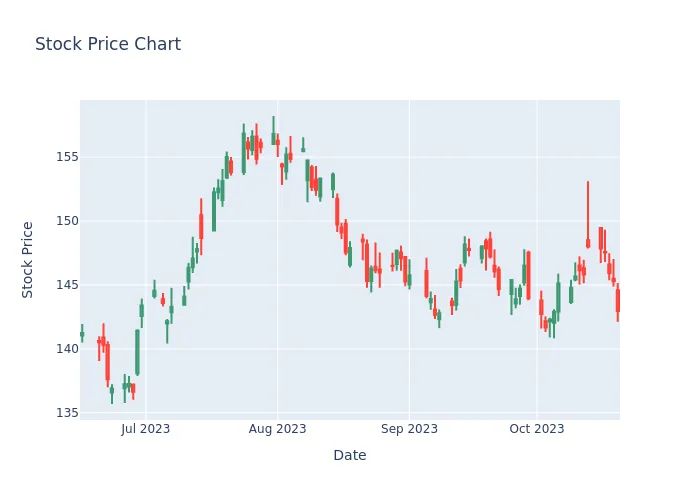 Stock Price Chart
Stock Price
155
150
145
140
135
Jul 2023
Aug 2023
Sep 2023
Oct 2023
Date